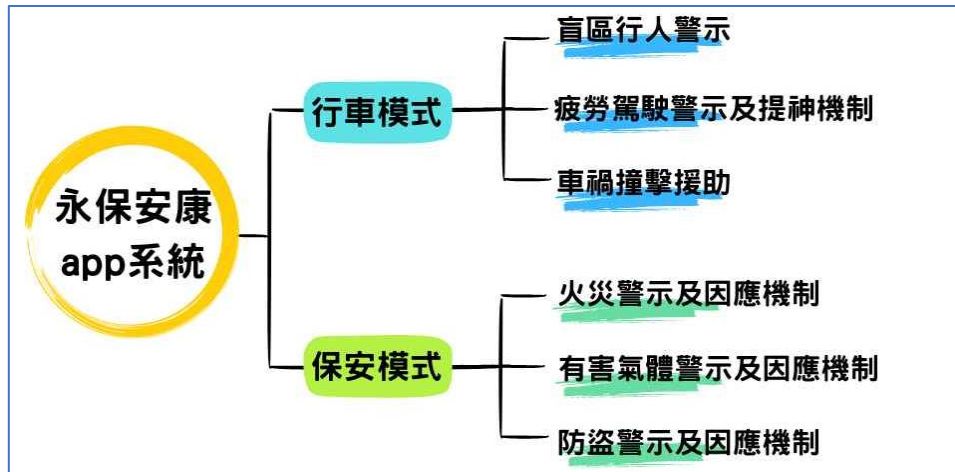 永保安康
app系統
行車模式
盲區行人警示
疲勞駕駛警示及提神機制
車禍撞擊援助
保安模式
火災警示及因應機制
有害氣體警示及因應機制
防盜警示及因應機制